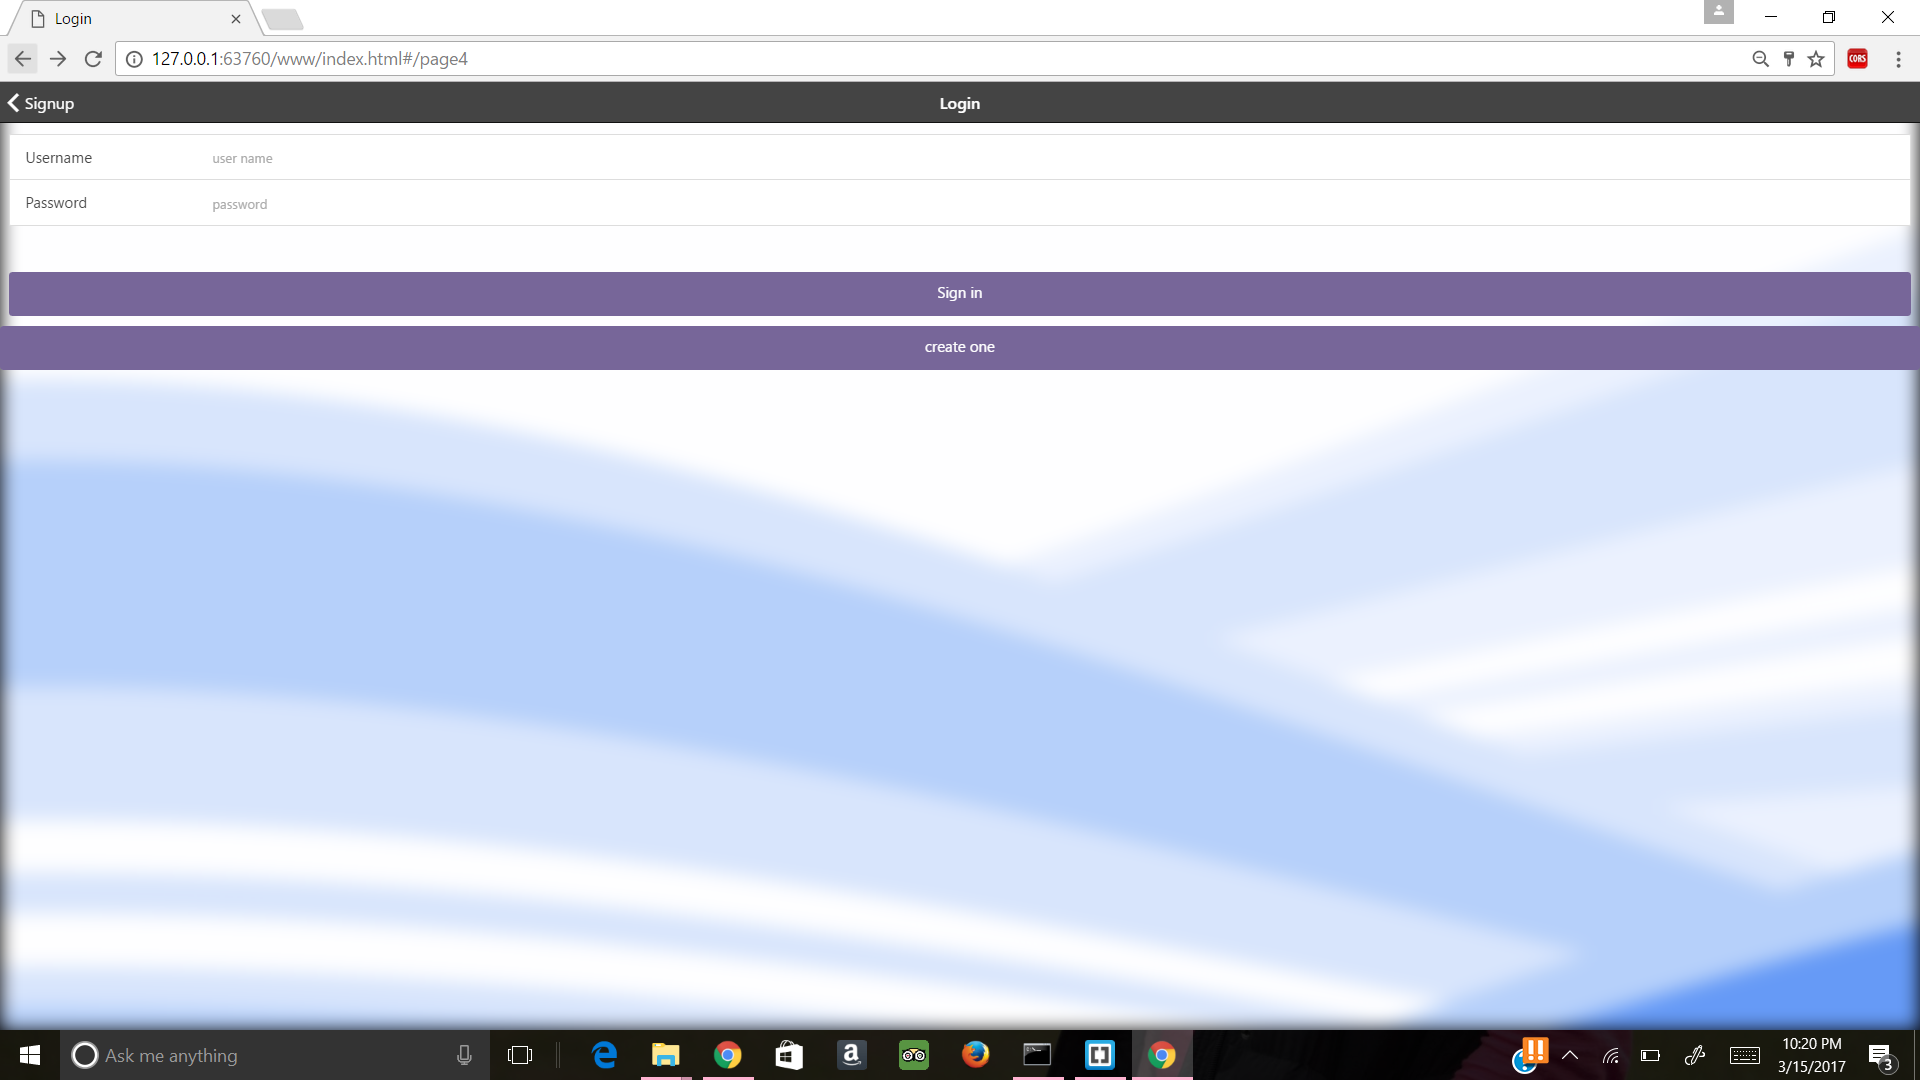 Login
127.0.0.1:63760/www/index.html#/page4
CORS
Signup
Login
Username
user name
Password
password
Sign in
create one
Ask me anything
10:20 PM
3/15/2017
3